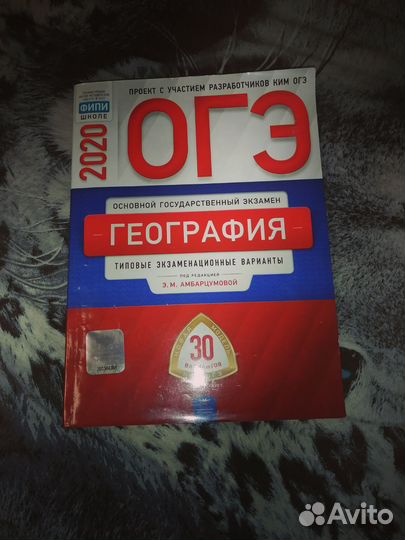 ПРОЕКТ С УЧАСТИЕМ РАЗРАБОТЧИКОВ КИМ ОГЭ
ФИПИ
ШКОЛЕ
2020
ОГЭ
ОСНОВНОЙ ГОСУДАРСТВЕННЫЙ ЭКЗАМЕН
ГЕОГРАФИЯ
ТИПОВЫЕ ЭКЗАМЕНАЦИОННЫЕ ВАРИАНТЫ
ПОД РЕДАКЦИЕЙ
Э. М. АМБАРЦУМОВОЙ
30
ВАРИАНТОВ
Avito